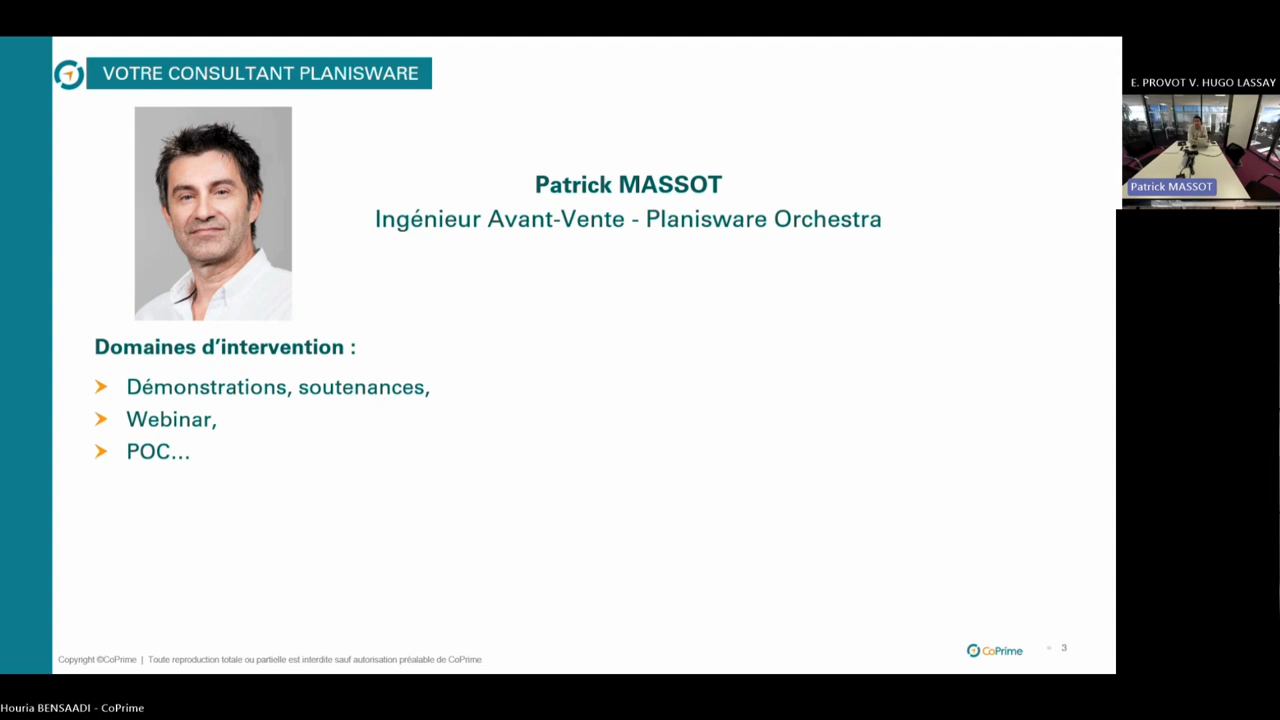 VOTRE CONSULTANT PLANISWARE
E. PROVOT V. HUGO LASSAY
Patrick MASSOT
Patrick MASSOT
Ingénieur Avant-Vente - Planisware Orchestra
Domaines d’intervention :
Démonstrations, soutenances,
Webinar,
POC...
Copyright ©CoPrime | Toute reproduction totale ou partielle est interdite sauf autorisation préalable de CoPrime
CoPrime
3
Houria BENSAADI - CoPrime